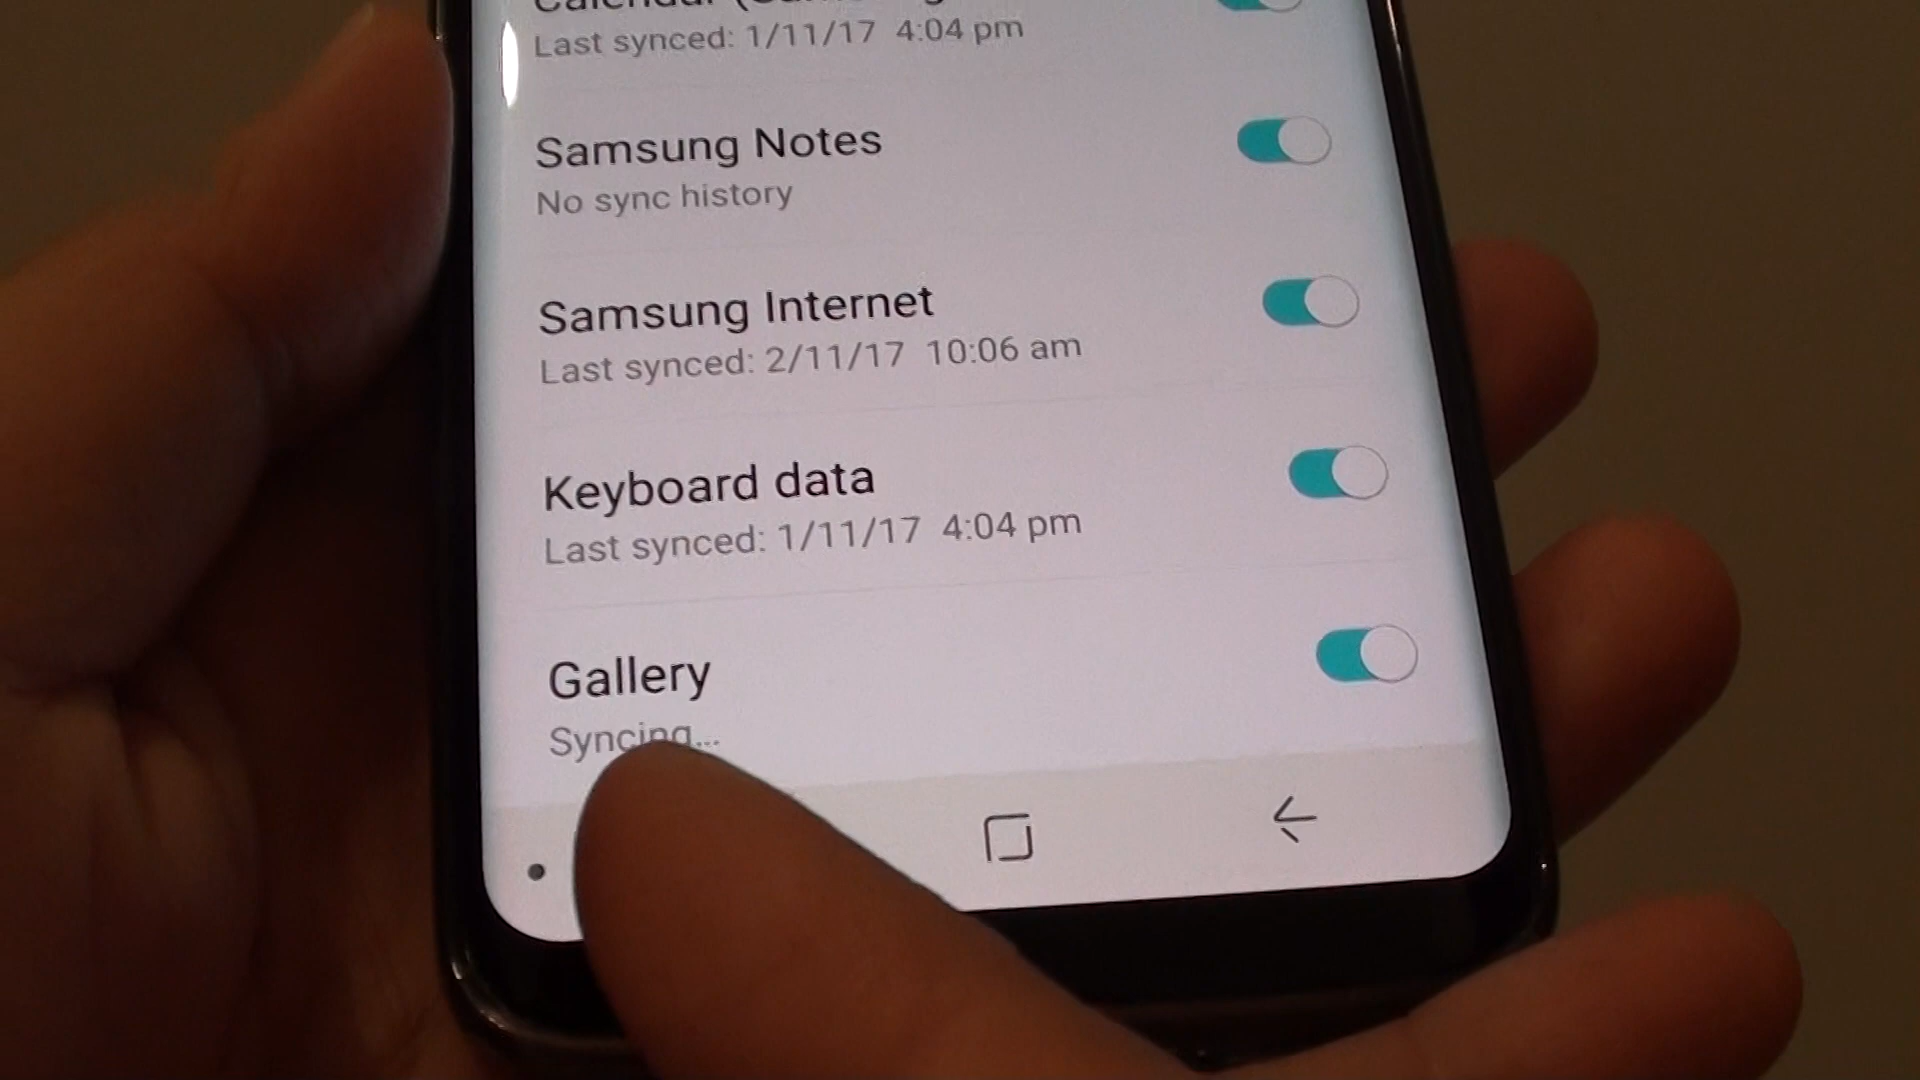 Calendar
Last synced: 1/11/17 4:04 pm
Samsung Notes
No sync history
Samsung Internet
Last synced: 2/11/17 10:06 am
Keyboard data
Last synced: 1/11/17 4:04 pm
Gallery
Syncing...